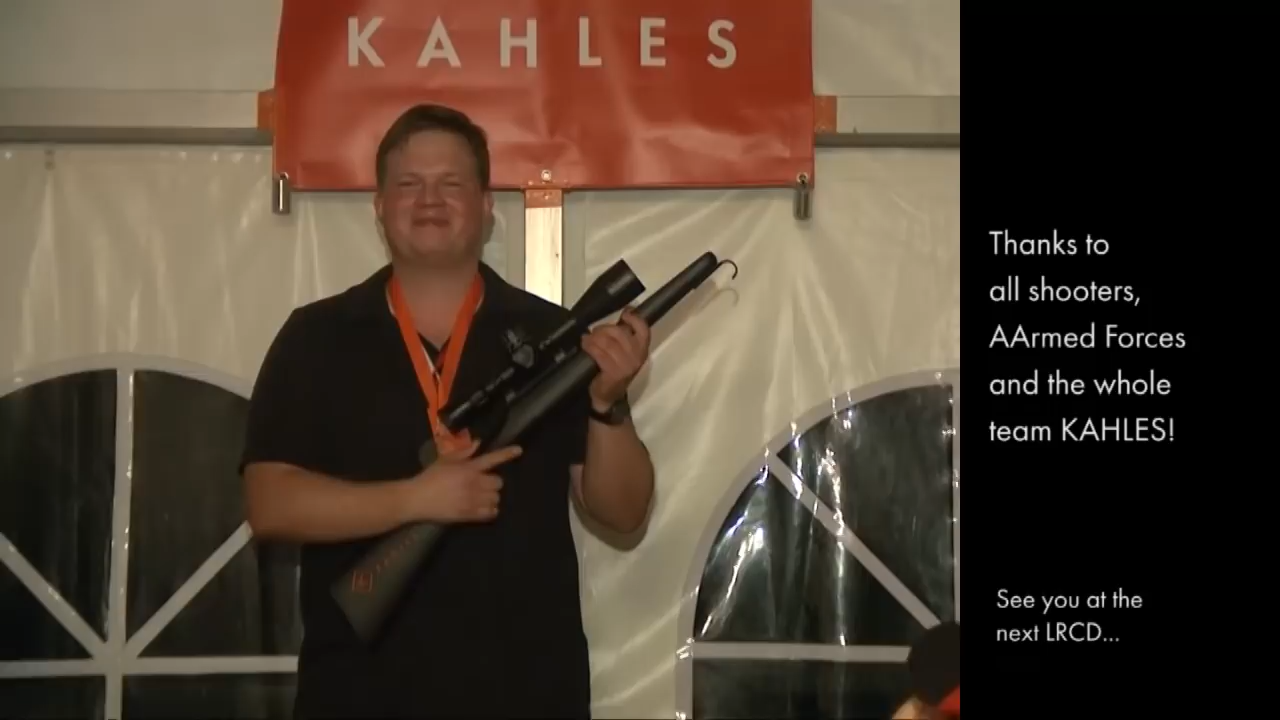 KAHLES
Thanks to
all shooters,
AArmed Forces
and the whole
team KAHLES!
See you at the
next LRCD...